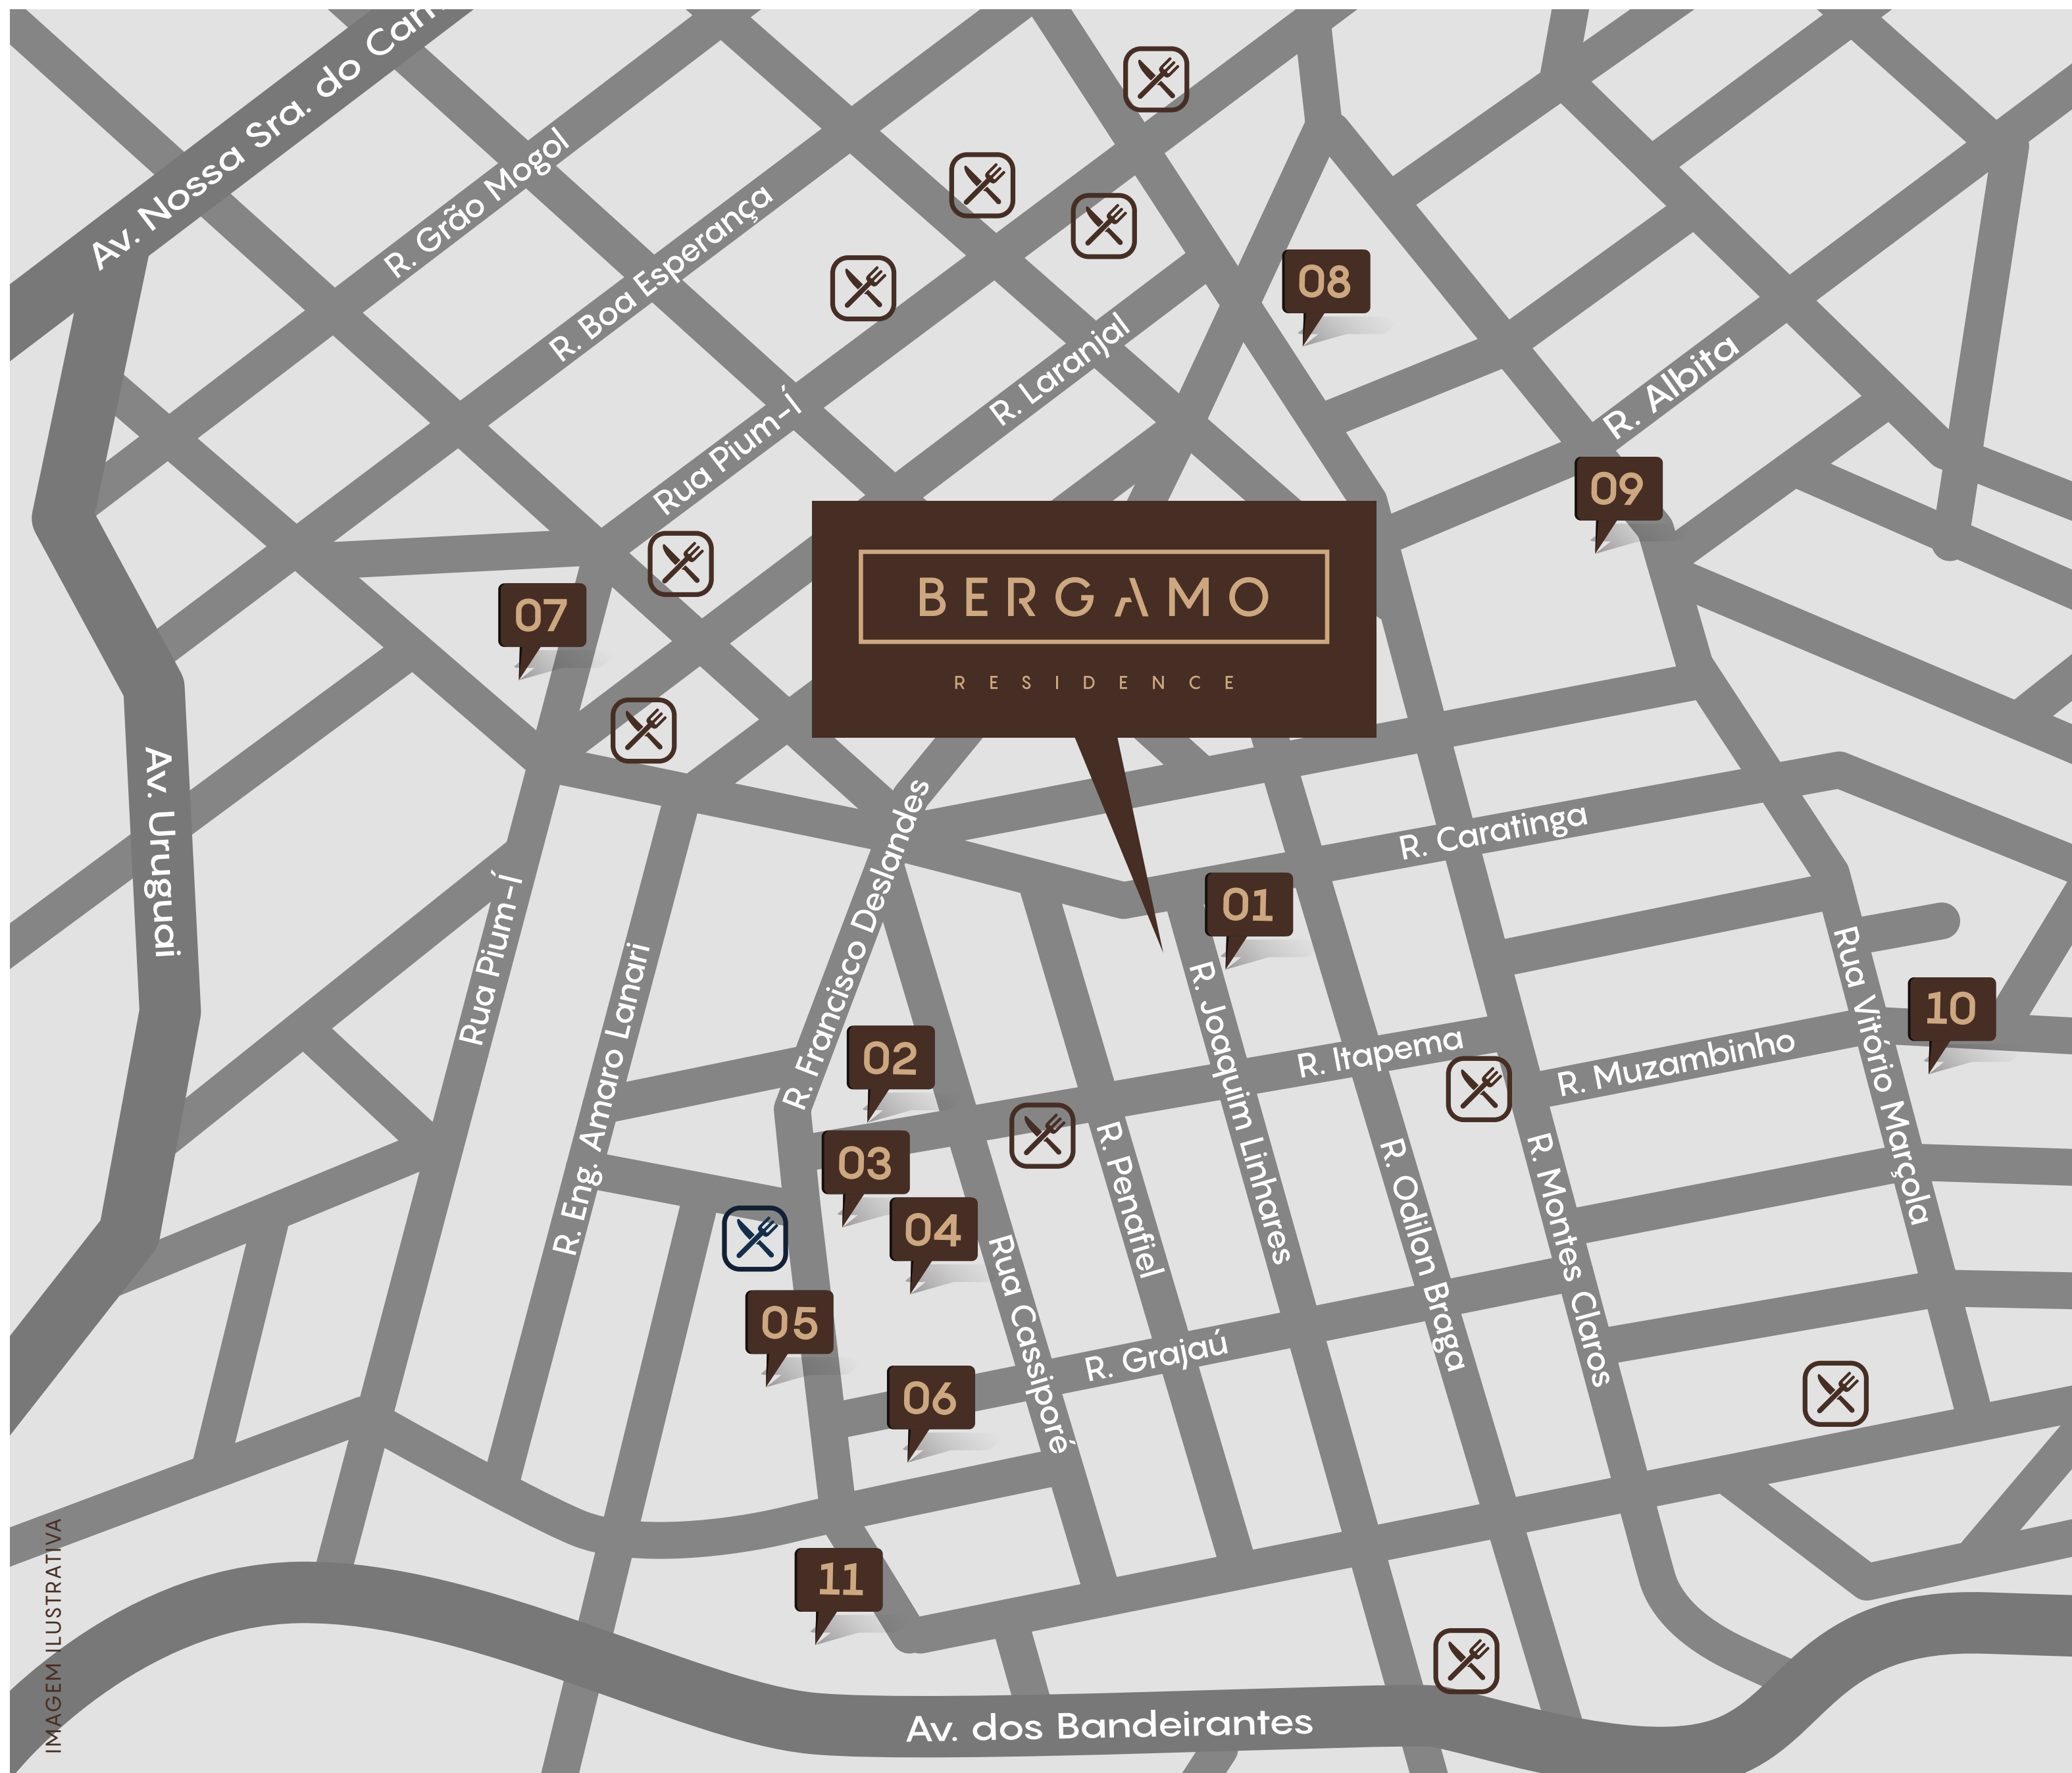 Av. Nossa Sra. do Car
R. Grão Mogol
R. Boa Esperança
Rua Pium-Í
R. Laranjal
08
R. Albita
09
07
BERGAMO
RESIDENCE
Av. Uruguai
R. Caratinga
01
Rua Pium-Í
R. Francisco Deslandes
R. Eng. Amaro Lanari
02
R. Joaquim Linhares
R. Itapema
R. Muzambinho
Rua Vitório Marçola
10
03
04
R. Penafiel
R. Odilon Braga
R. Montes Claros
05
Rua Cassiporé
R. Grajaú
06
11
Av. dos Bandeirantes
IMAGEM ILUSTRATIVA